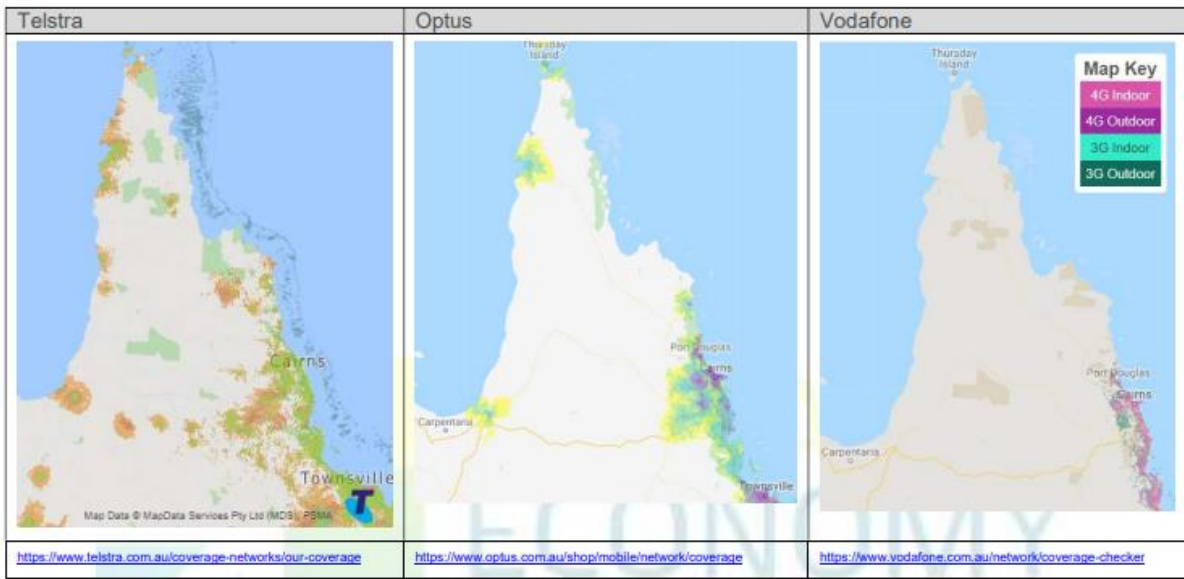 Telstra
Optus
Vodafone
Cairns
Townsville
Map Data © MapData Services Pty Ltd (MDS), PSMA
Thursday
Island
Port Douglas
Cairns
Carpentaria
Townsville
Thursday
Island
Map Key
4G Indoor
4G Outdoor
3G Indoor
3G Outdoor
Port Douglas
Cairns
Carpentaria
https://www.telstra.com.au/coverage-networks/our-coverage
https://www.optus.com.au/shop/mobile/network/coverage
https://www.vodafone.com.au/network/coverage-checker
ECONOMY